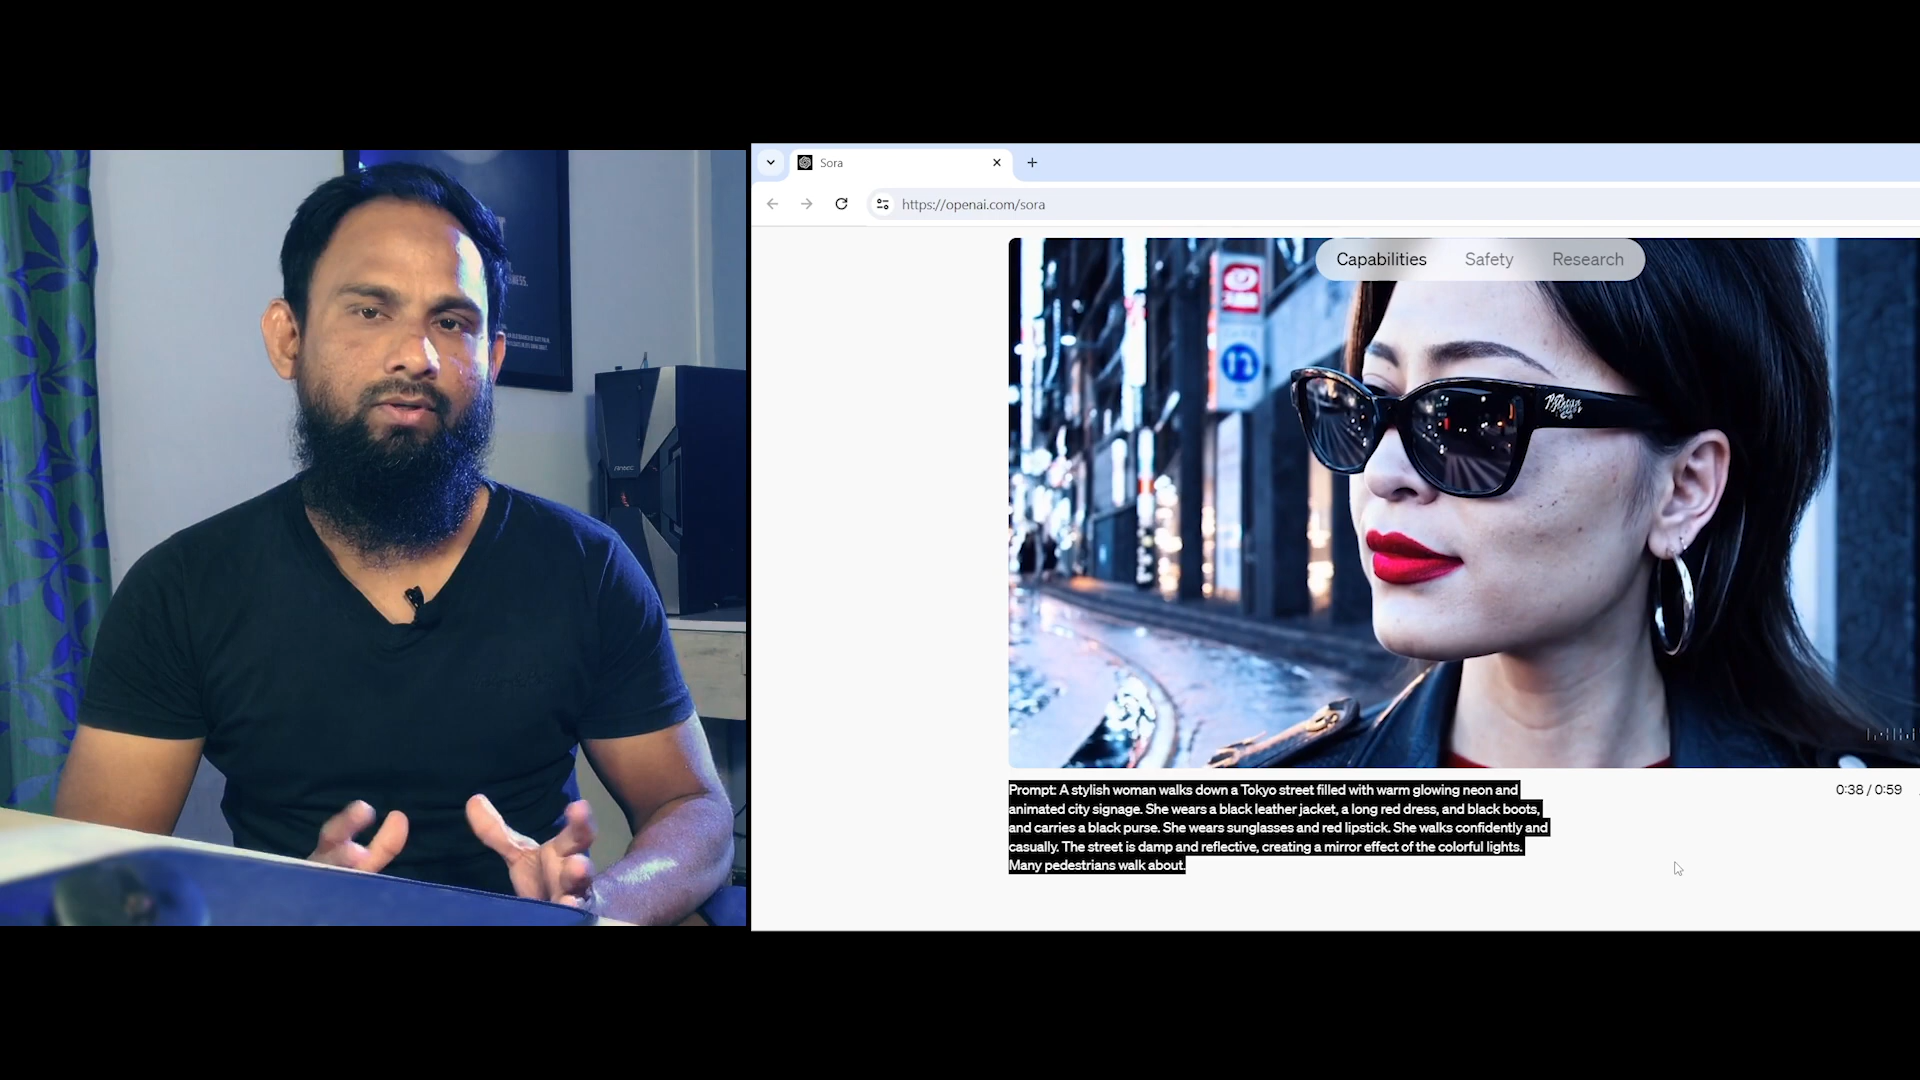 Sora
https://openai.com/sora
Capabilities Safety Research
Prompt: A stylish woman walks down a Tokyo street filled with warm glowing neon and
animated city signage. She wears a black leather jacket, a long red dress, and black boots,
and carries a black purse. She wears sunglasses and red lipstick. She walks confidently and
casually. The street is damp and reflective, creating a mirror effect of the colorful lights.
Many pedestrians walk about.
0:38 / 0:59